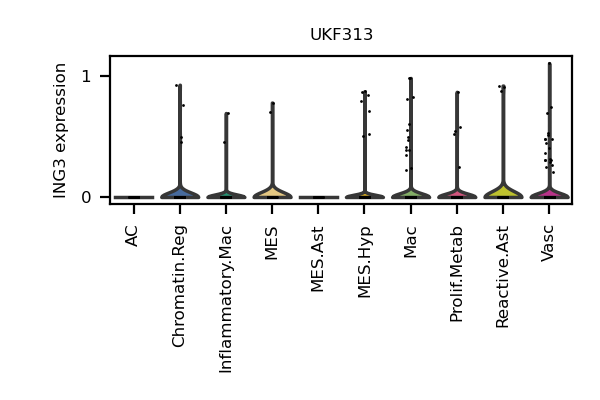 UKF313
ING3 expression
1
0
AC
Chromatin.Reg
Inflammatory.Mac
MES
MES.Ast
MES.Hyp
Mac
Prolif.Metab
Reactive.Ast
Vasc